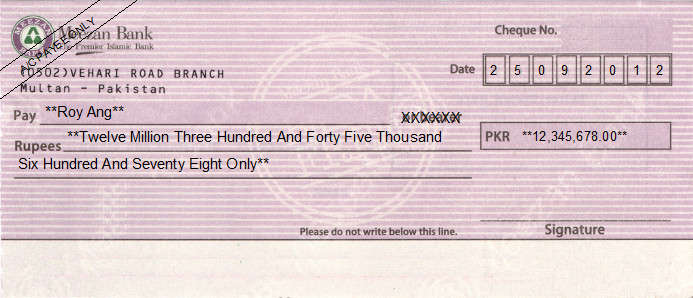 MEEZAN
Meezan Bank
The Premier Islamic Bank
A/C PAYEE ONLY
Cheque No.
(0502)VEHARI ROAD BRANCH
Multan - Pakistan
Date 2 5 0 9 2 0 1 2
Pay **Roy Ang** XXXXXX
Rupees **Twelve Million Three Hundred And Forty Five Thousand
PKR **12,345,678.00**
Six Hundred And Seventy Eight Only**
Signature
Please do not write below this line.